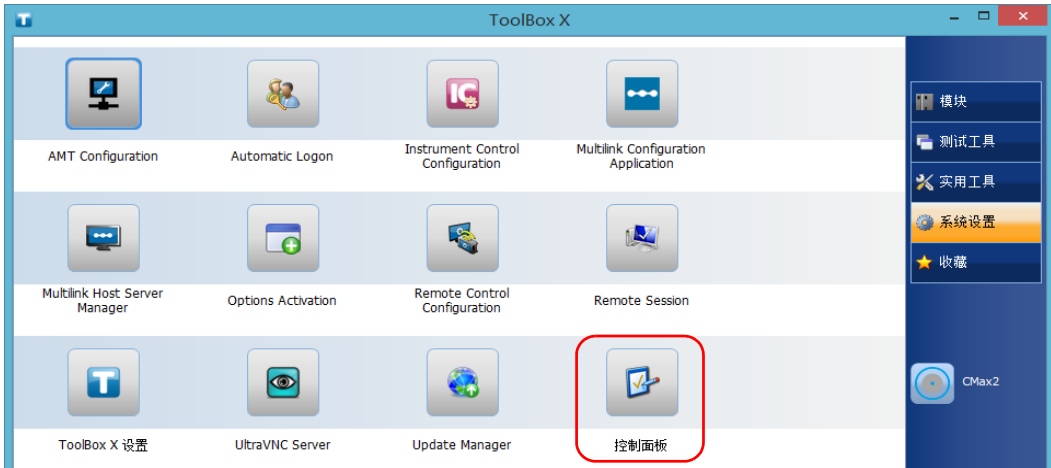 ToolBox X
AMT Configuration
Automatic Logon
Instrument Control
Configuration
Multilink Configuration
Application
Multilink Host Server
Manager
Options Activation
Remote Control
Configuration
Remote Session
ToolBox X 设置
UltraVNC Server
Update Manager
控制面板
模块
测试工具
实用工具
系统设置
收藏
CMax2